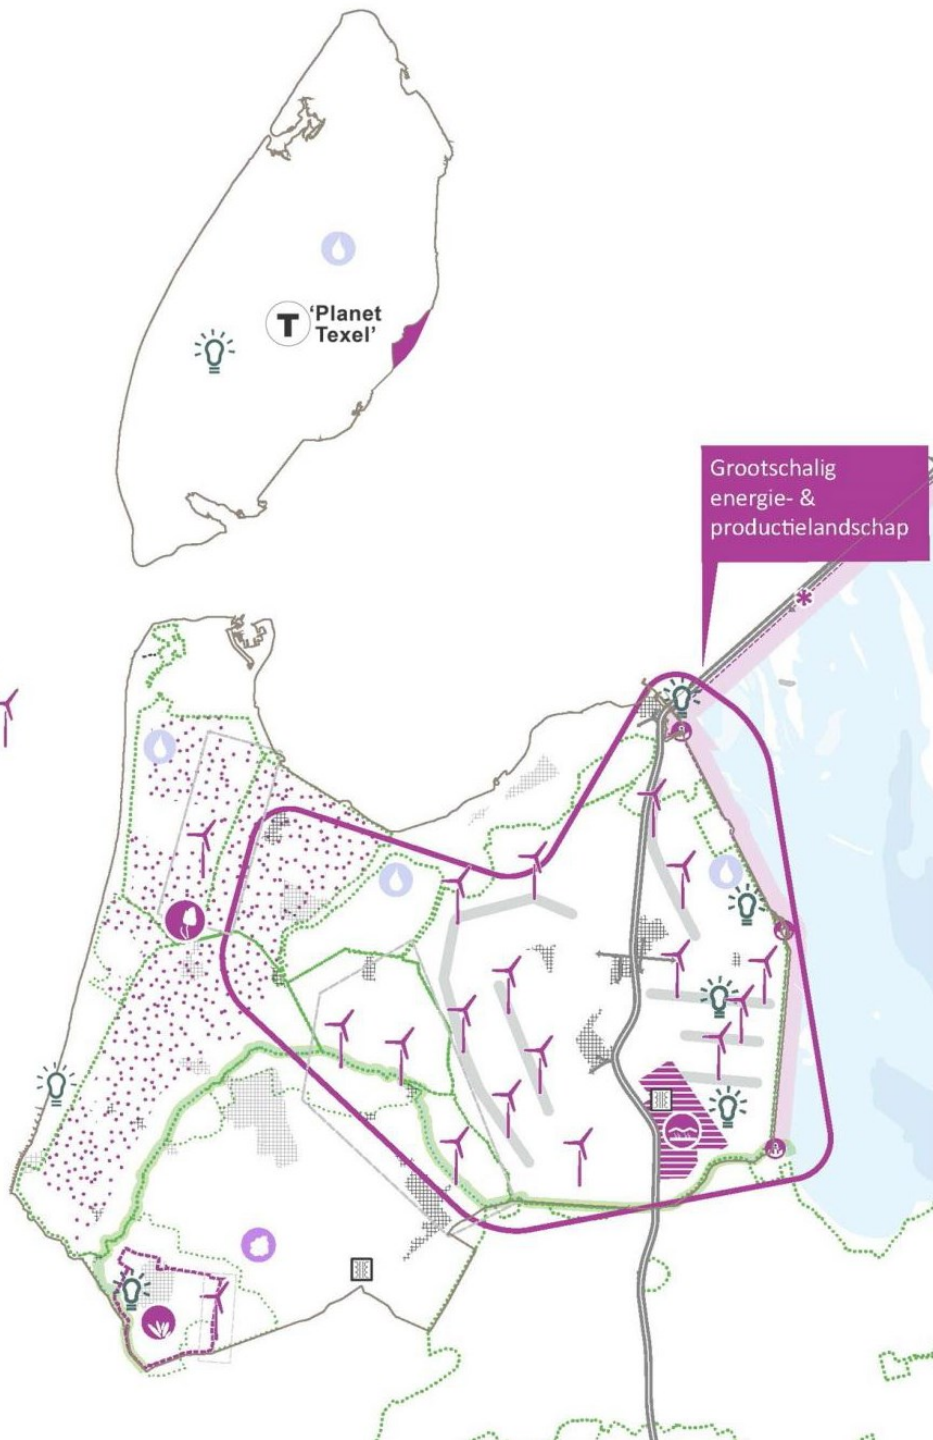 T
'Planet
Texel'
Grootschalig
energie- &
productielandschap